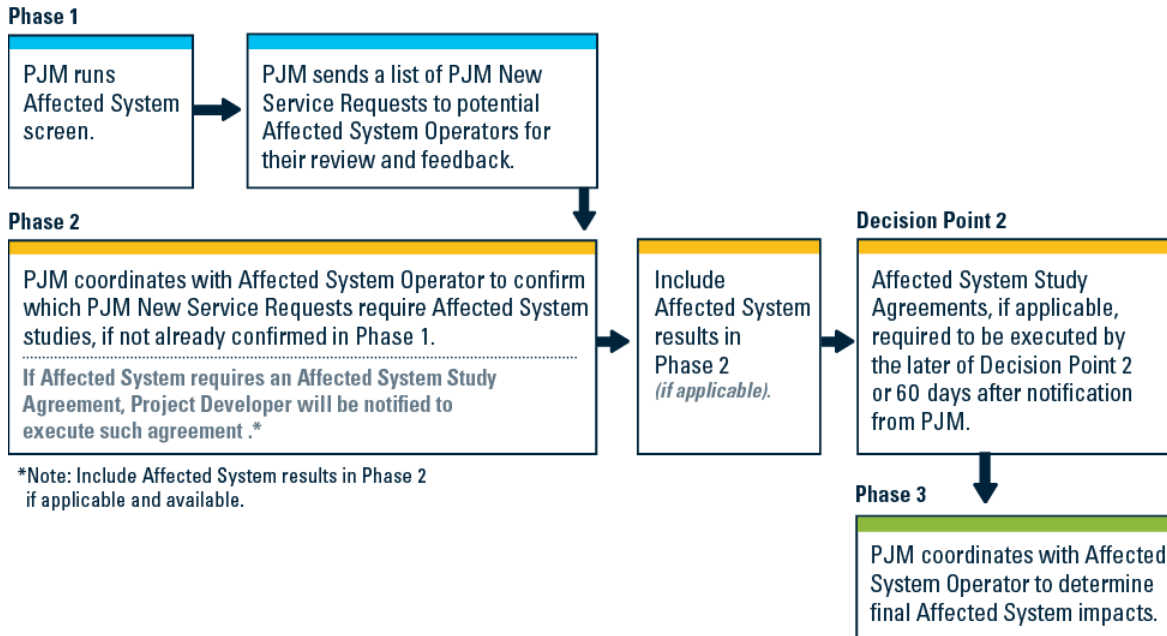 Phase 1
PJM runs
Affected System
screen.
PJM sends a list of PJM New
Service Requests to potential
Affected System Operators for
their review and feedback.
Phase 2
PJM coordinates with Affected System Operator to confirm
which PJM New Service Requests require Affected System
studies, if not already confirmed in Phase 1.
If Affected System requires an Affected System Study
Agreement, Project Developer will be notified to
execute such agreement .*
*Note: Include Affected System results in Phase 2
if applicable and available.
Include
Affected System
results in
Phase 2
(if applicable).
Decision Point 2
Affected System Study
Agreements, if applicable,
required to be executed by
the later of Decision Point 2
or 60 days after notification
from PJM.
Phase 3
PJM coordinates with Affected
System Operator to determine
final Affected System impacts.